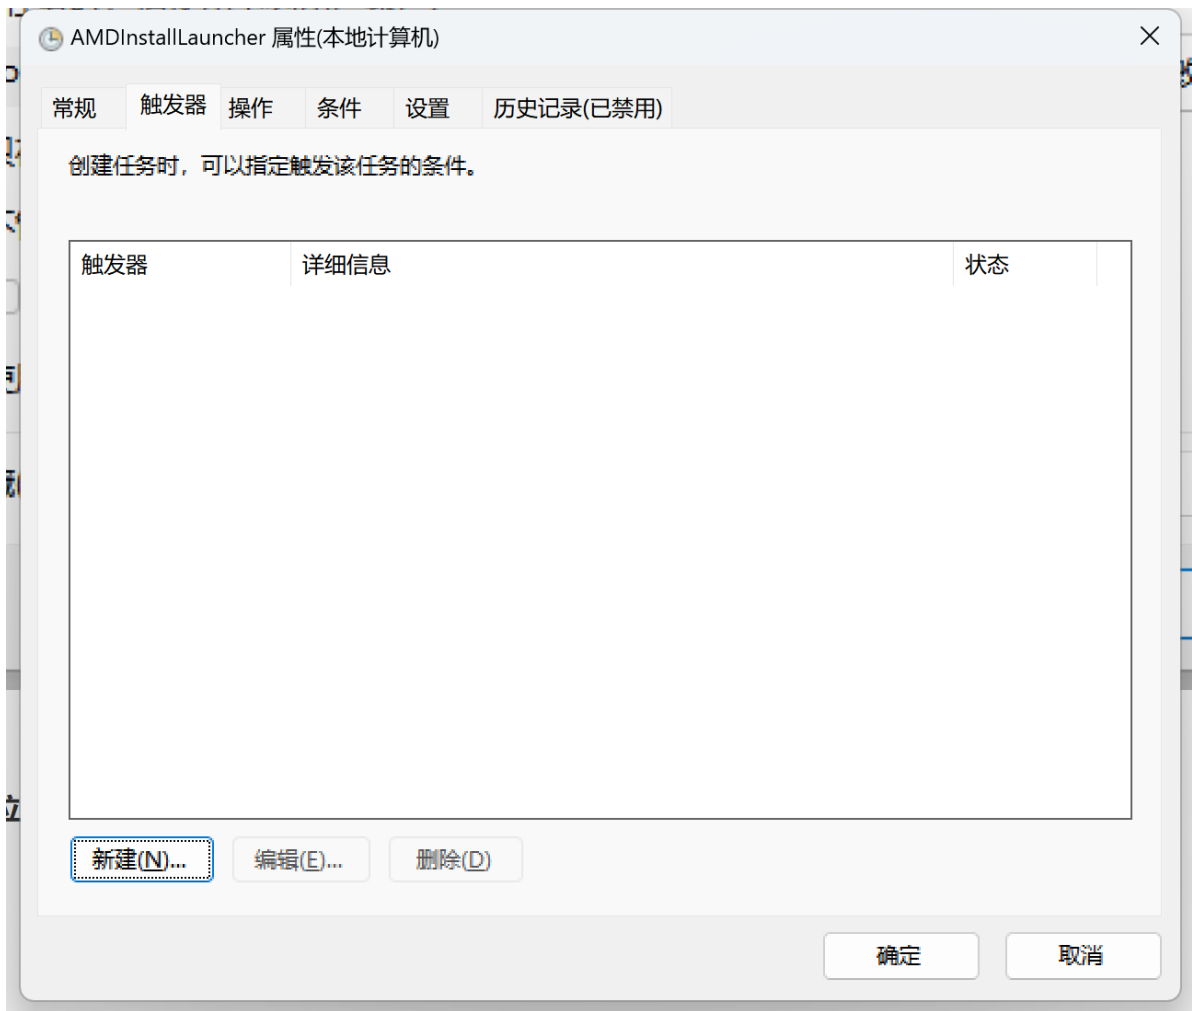 AMDInstallLauncher 属性(本地计算机)
常规 触发器 操作 条件 设置 历史记录(已禁用)
创建任务时，可以指定触发该任务的条件。
触发器 详细信息 状态
新建(N)... 编辑(E)... 删除(D)
确定 取消